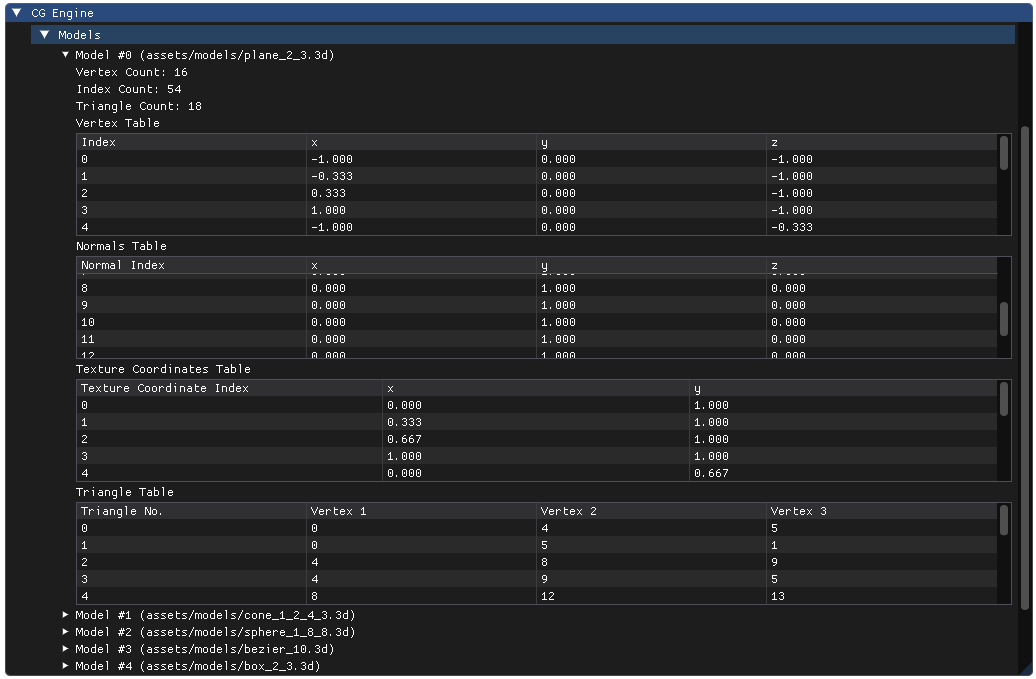 CG Engine
Models
Model #0 (assets/models/plane_2_3.3d)
Vertex Count: 16
Index Count: 54
Triangle Count: 18
Vertex Table
Index x y z
0 -1.000 0.000 -1.000
1 -0.333 0.000 -1.000
2 0.333 0.000 -1.000
3 1.000 0.000 -1.000
4 -1.000 0.000 -0.333
Normals Table
Normal Index x y z
8 0.000 1.000 0.000
9 0.000 1.000 0.000
10 0.000 1.000 0.000
11 0.000 1.000 0.000
12 0.000 1.000 0.000
Texture Coordinates Table
Texture Coordinate Index x y
0 0.000 1.000
1 0.333 1.000
2 0.667 1.000
3 1.000 1.000
4 0.000 0.667
Triangle Table
Triangle No. Vertex 1 Vertex 2 Vertex 3
0 0 4 5
1 0 5 1
2 4 8 9
3 4 9 5
4 8 12 13
Model #1 (assets/models/cone_1_2_4_3.3d)
Model #2 (assets/models/sphere_1_8_8.3d)
Model #3 (assets/models/bezier_10.3d)
Model #4 (assets/models/box_2_3.3d)